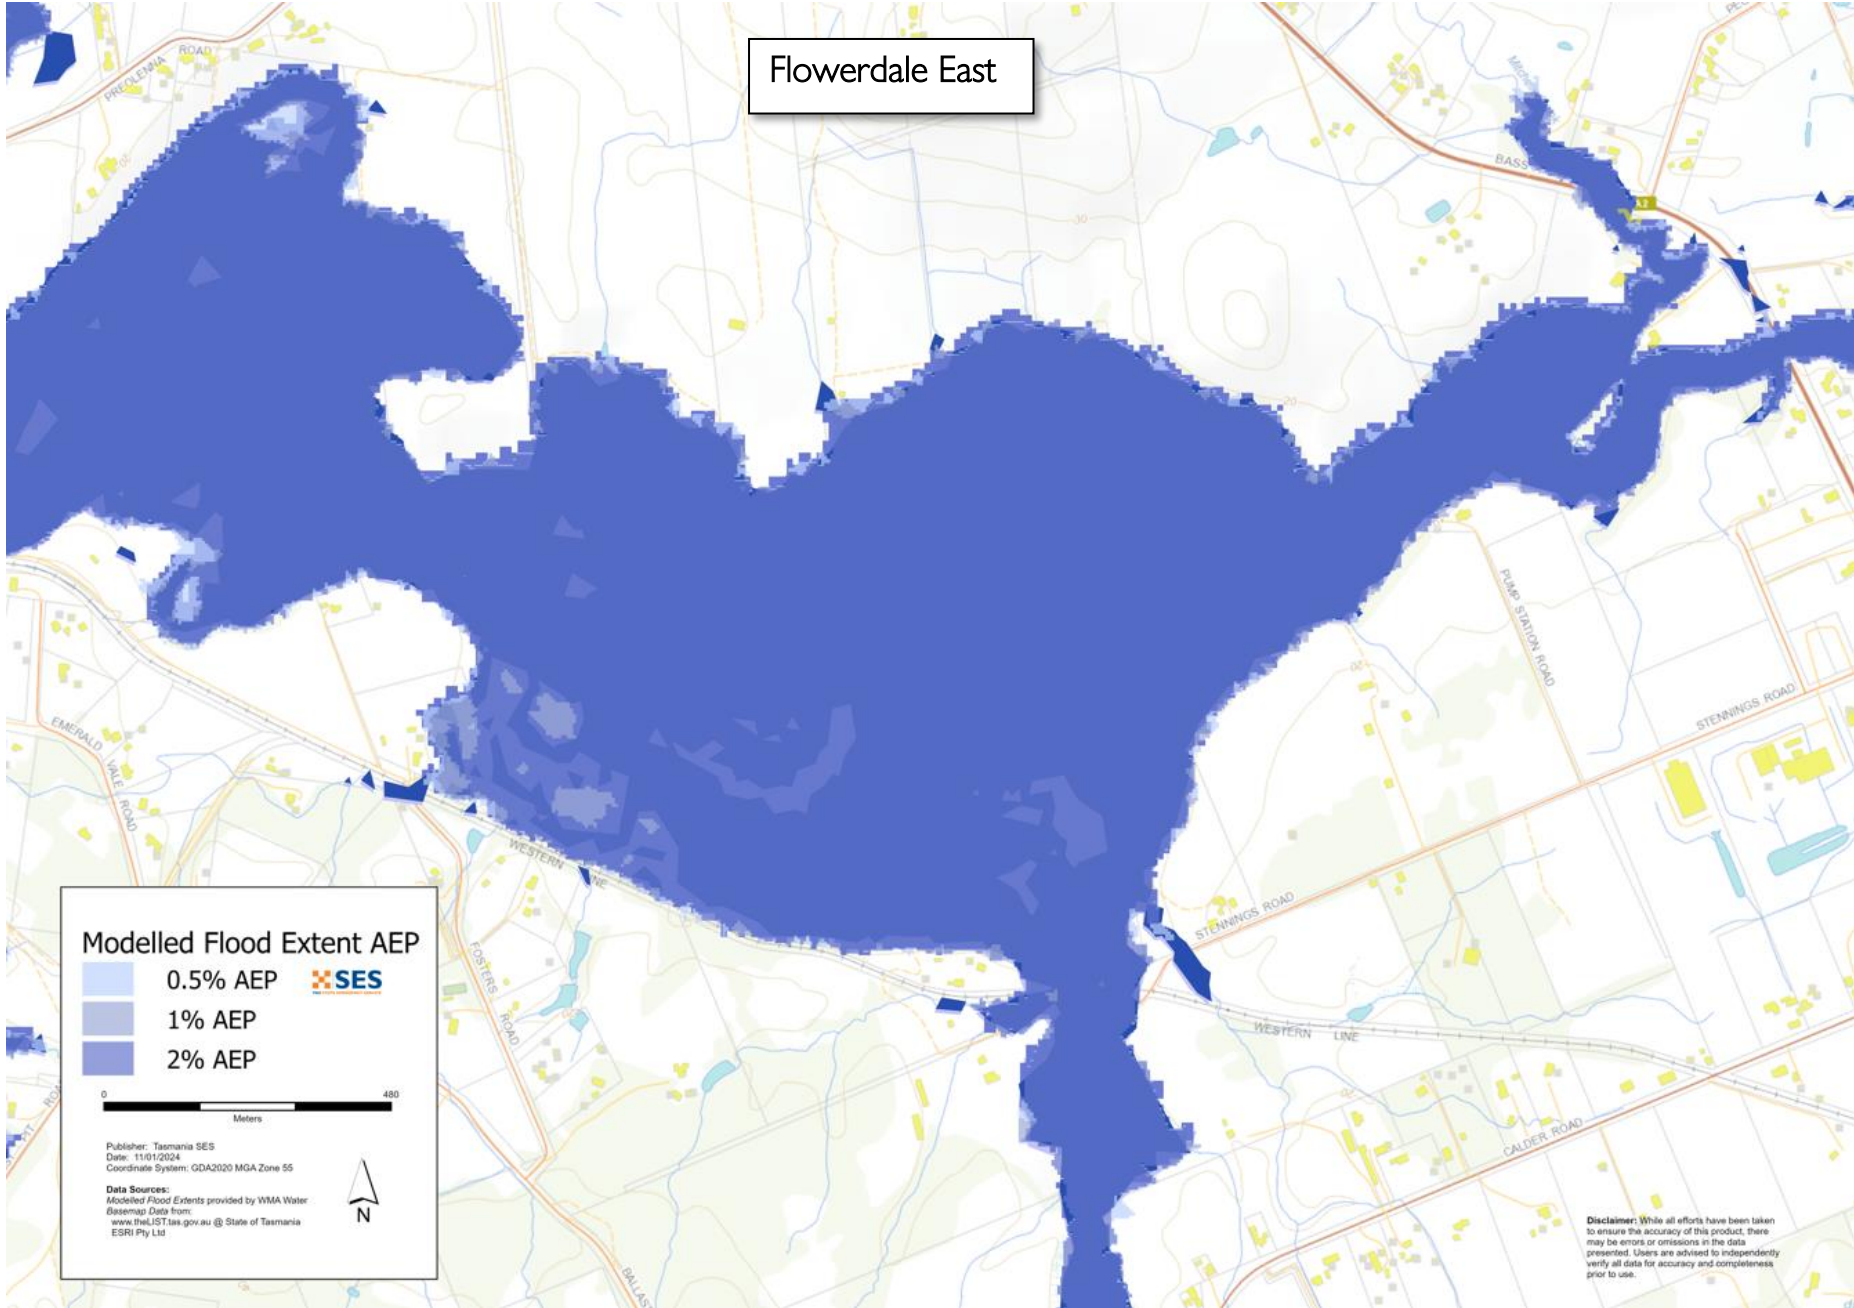 Flowerdale East
PREOLENNA
ROAD
BASS
A2
30
20
20
20
PUMP STATION ROAD
STENNINGS ROAD
EMERALD
VALE ROAD
WESTERN
STENNINGS ROAD
FOSTERS
ROAD
WESTERN LINE
CALDER ROAD
Modelled Flood Extent AEP
0.5% AEP
SES
1% AEP
2% AEP
0 480
Meters
Publisher: Tasmania SES
Date: 11/01/2024
Coordinate System: GDA2020 MGA Zone 55
Data Sources:
Modelled Flood Extents provided by WMA Water
Basemap Data from:
www.theLIST.tas.gov.au @ State of Tasmania
ESRI Pty Ltd
N
Disclaimer: While all efforts have been taken
to ensure the accuracy of this product, there
may be errors or omissions in the data
presented. Users are advised to independently
verify all data for accuracy and completeness
prior to use.